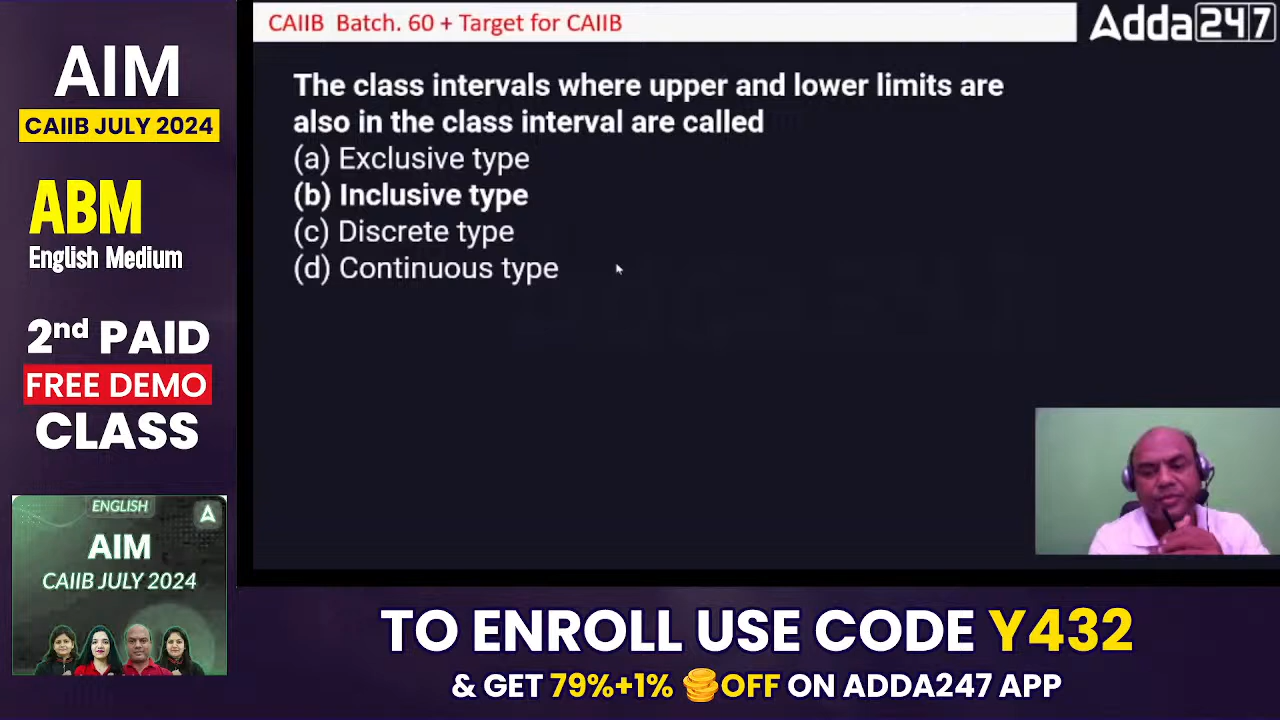 CAIIB Batch. 60 + Target for CAIIB
Adda247
AIM
CAIIB JULY 2024
ABM
English Medium
2nd PAID
FREE DEMO
CLASS
The class intervals where upper and lower limits are
also in the class interval are called
(a) Exclusive type
(b) Inclusive type
(c) Discrete type
(d) Continuous type
ENGLISH
A
AIM
CAIIB JULY 2024
TO ENROLL USE CODE Y432
& GET 79%+1% OFF ON ADDA247 APP